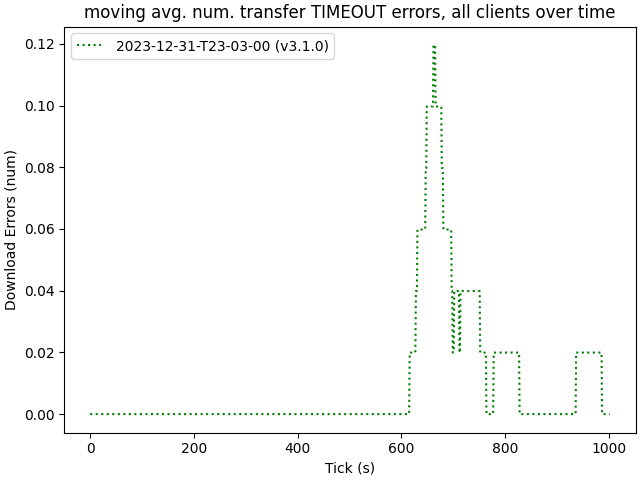 moving avg. num. transfer TIMEOUT errors, all clients over time
2023-12-31-T23-03-00 (v3.1.0)
Download Errors (num)
0.12
0.10
0.08
0.06
0.04
0.02
0.00
0 200 400 600 800 1000
Tick (s)